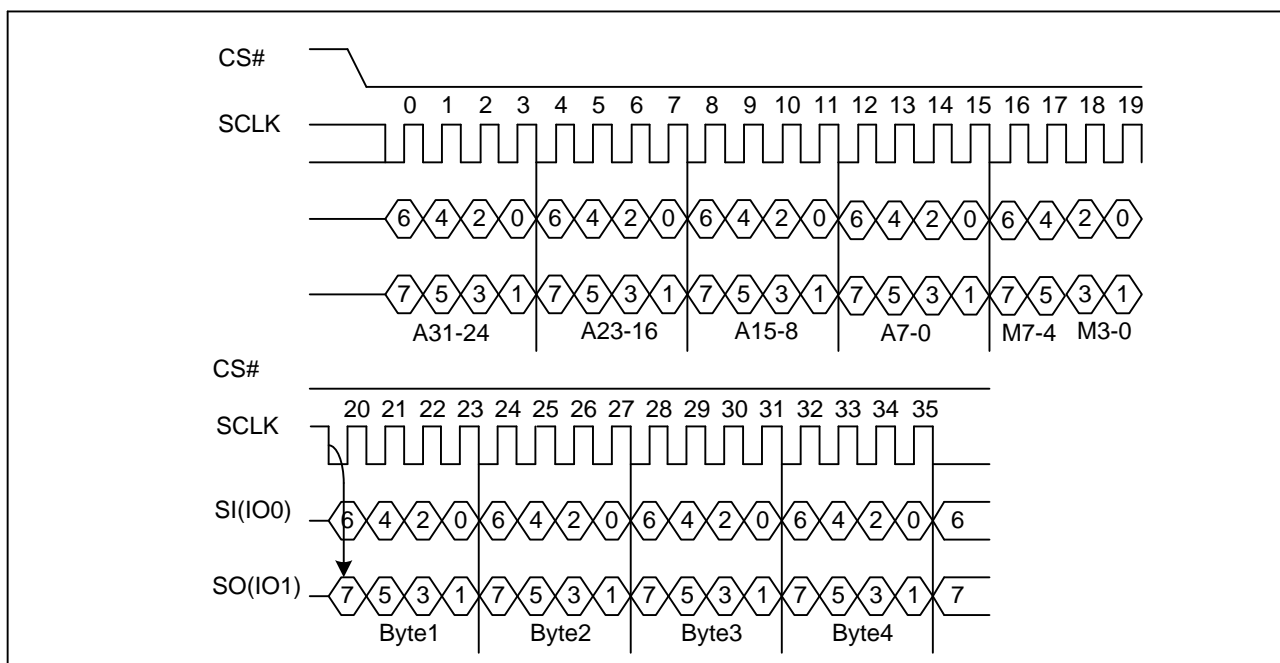 CS#
0 1 2 3 4 5 6 7 8 9 10 11 12 13 14 15 16 17 18 19
SCLK
6 4 2 0 6 4 2 0 6 4 2 0 6 4 2 0 6 4 2 0
7 5 3 1 7 5 3 1 7 5 3 1 7 5 3 1 7 5 3 1
A31-24 A23-16 A15-8 A7-0 M7-4 M3-0
CS#
20 21 22 23 24 25 26 27 28 29 30 31 32 33 34 35
SCLK
SI(IO0) 6 4 2 0 6 4 2 0 6 4 2 0 6 4 2 0 6
SO(IO1) 7 5 3 1 7 5 3 1 7 5 3 1 7 5 3 1 7
Byte1 Byte2 Byte3 Byte4